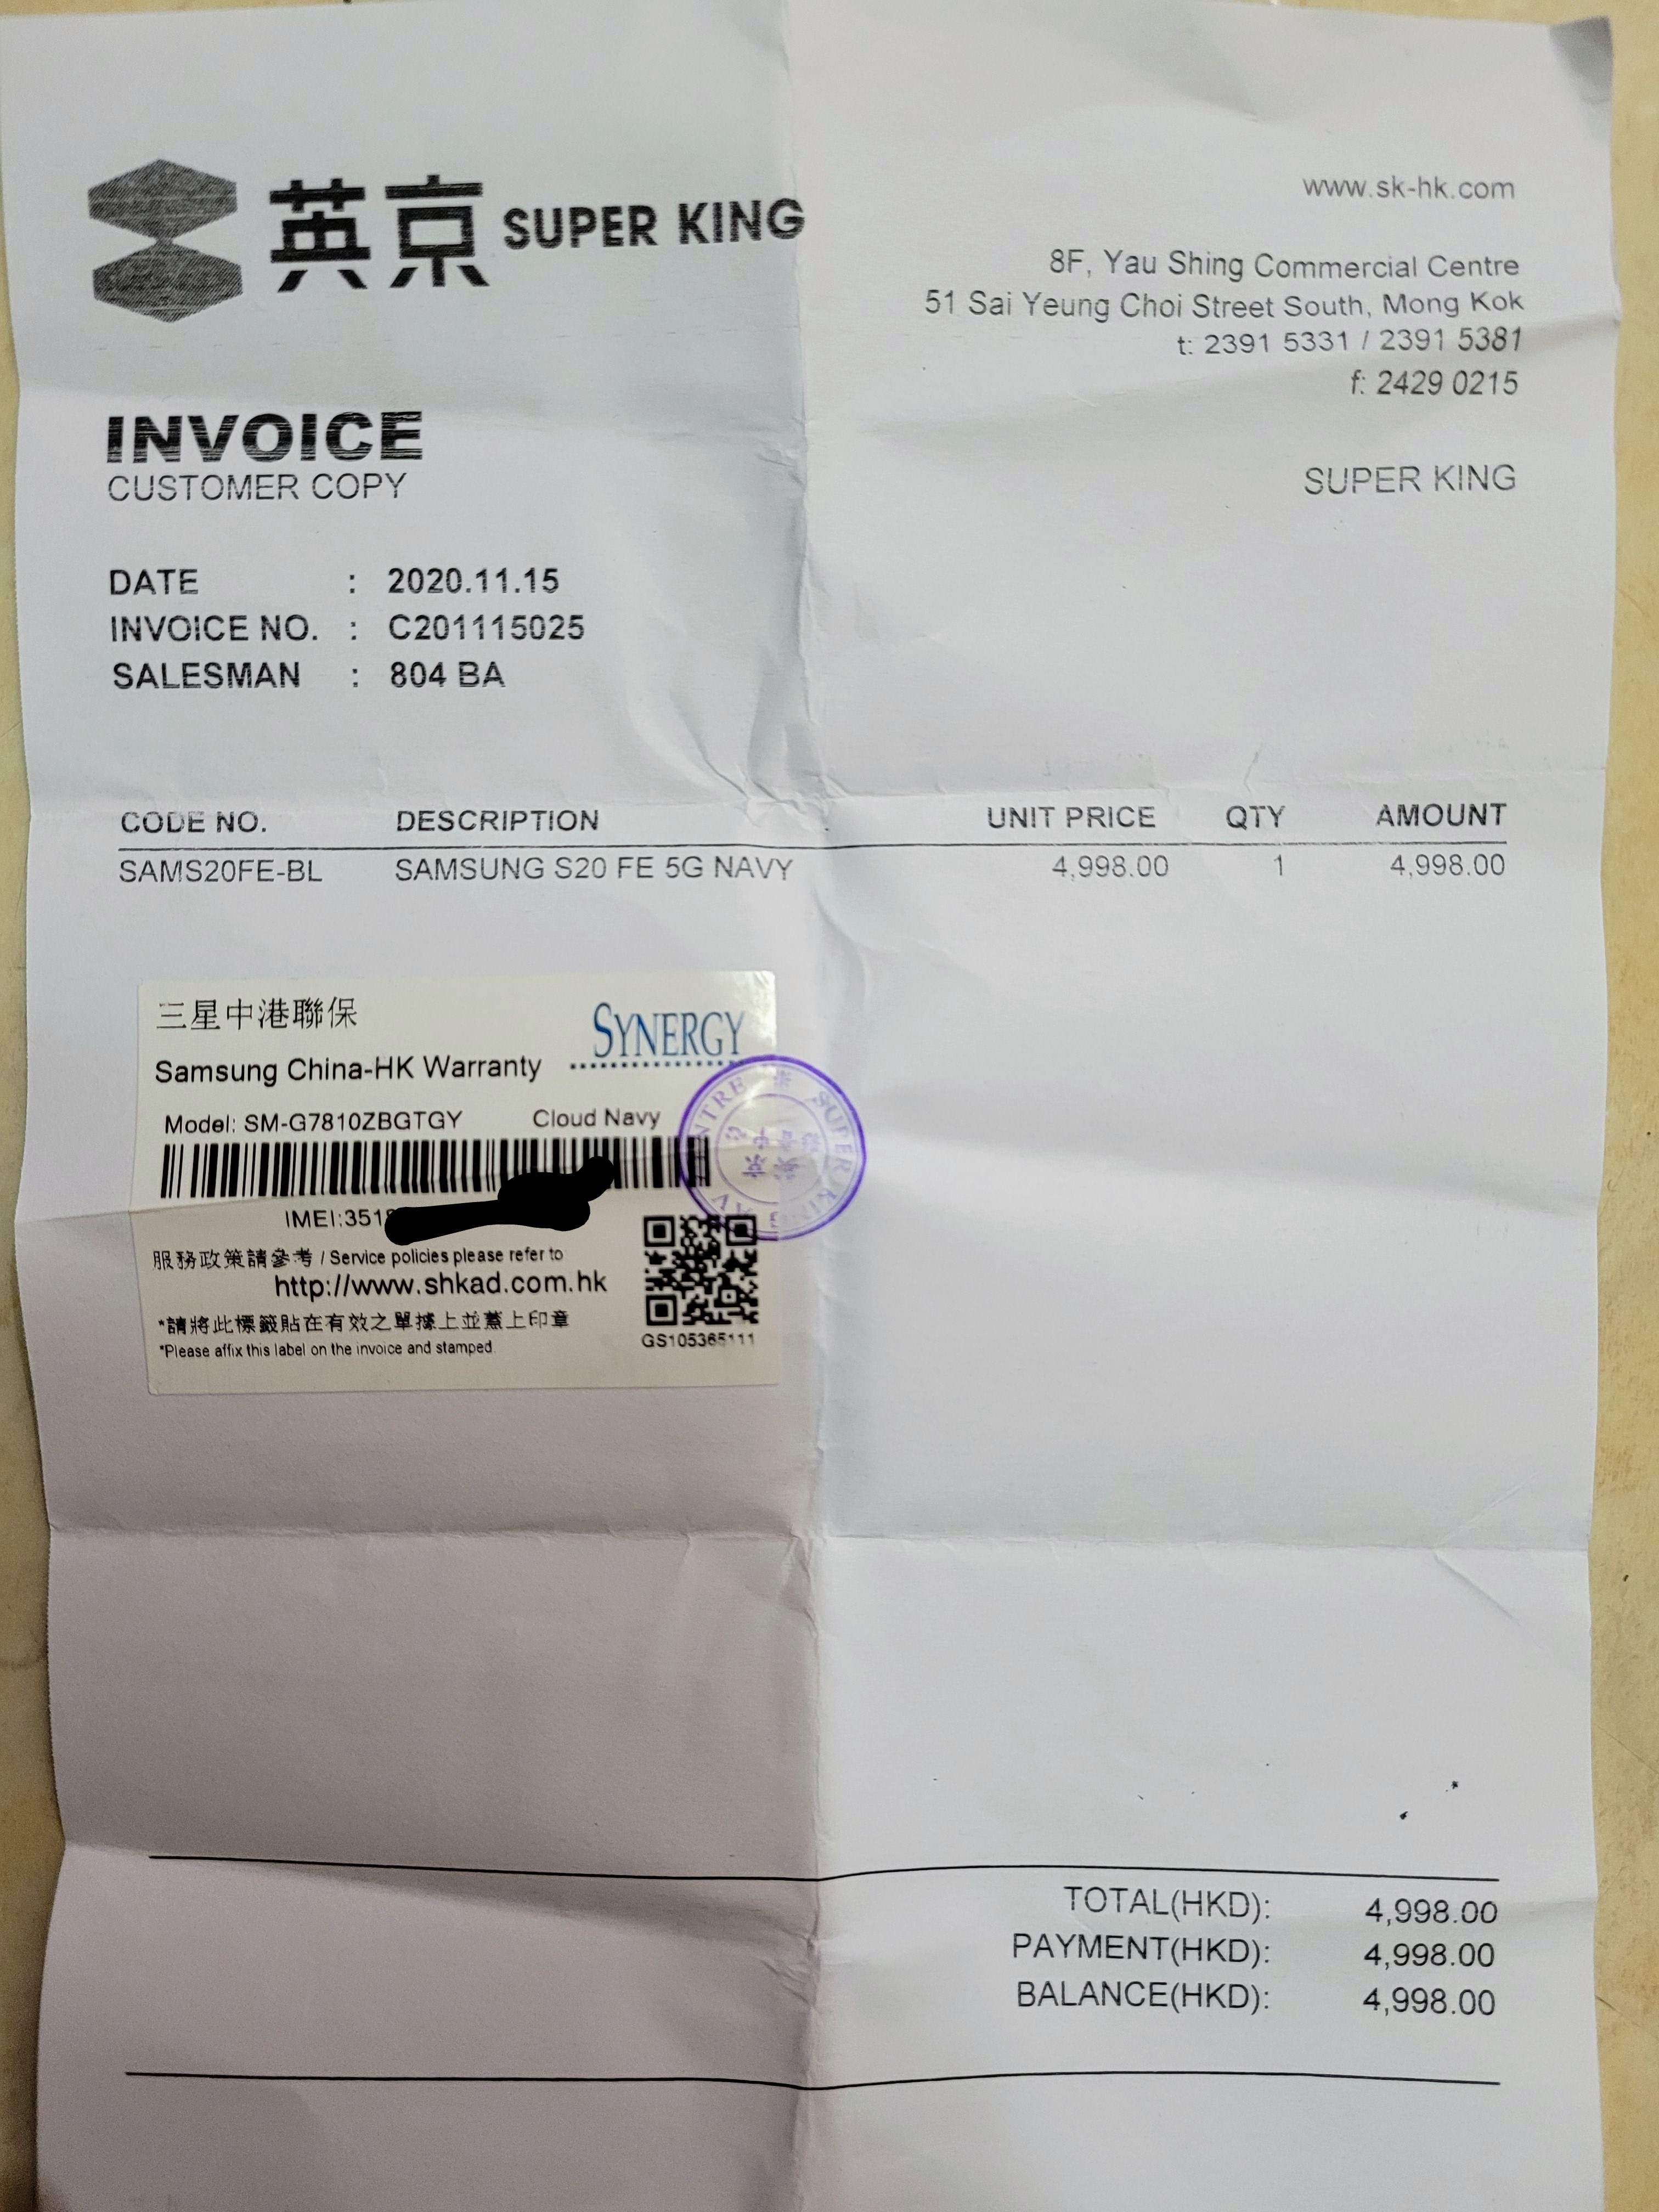 英京 SUPER KING
www.sk-hk.com
8F, Yau Shing Commercial Centre
51 Sai Yeung Choi Street South, Mong Kok
t: 2391 5331 / 2391 5381
f: 2429 0215
INVOICE
CUSTOMER COPY
SUPER KING
DATE : 2020.11.15
INVOICE NO. : C201115025
SALESMAN : 804 BA
CODE NO. DESCRIPTION UNIT PRICE QTY AMOUNT
SAMS20FE-BL SAMSUNG S20 FE 5G NAVY 4,998.00 1 4,998.00
三星中港聯保
SYNERGY
Samsung China-HK Warranty
Model: SM-G7810ZBGTGY Cloud Navy
SUPER KING AV
IMEI:351
服務政策請參考 / Service policies please refer to
http://www.shkad.com.hk
*請將此標籤貼在有效之單據上並蓋上印章
*Please affix this label on the invoice and stamped.
GS105365111
TOTAL(HKD): 4,998.00
PAYMENT(HKD): 4,998.00
BALANCE(HKD): 4,998.00